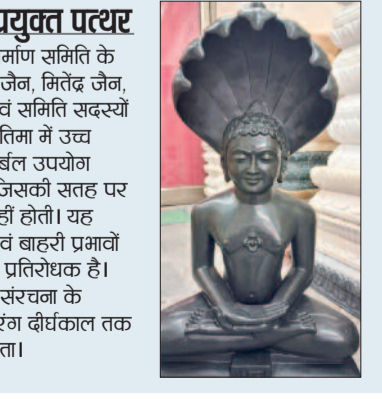 प्रयुक्त पत्थर
र्माण समिति के
जैन, मितेंद्र जैन,
वं समिति सदस्यों
तिमा में उच्च
र्बल उपयोग
जिसकी सतह पर
हीं होती। यह
वं बाहरी प्रभावों
प्रतिरोधक है।
संरचना के
रंग दीर्घकाल तक
ता।